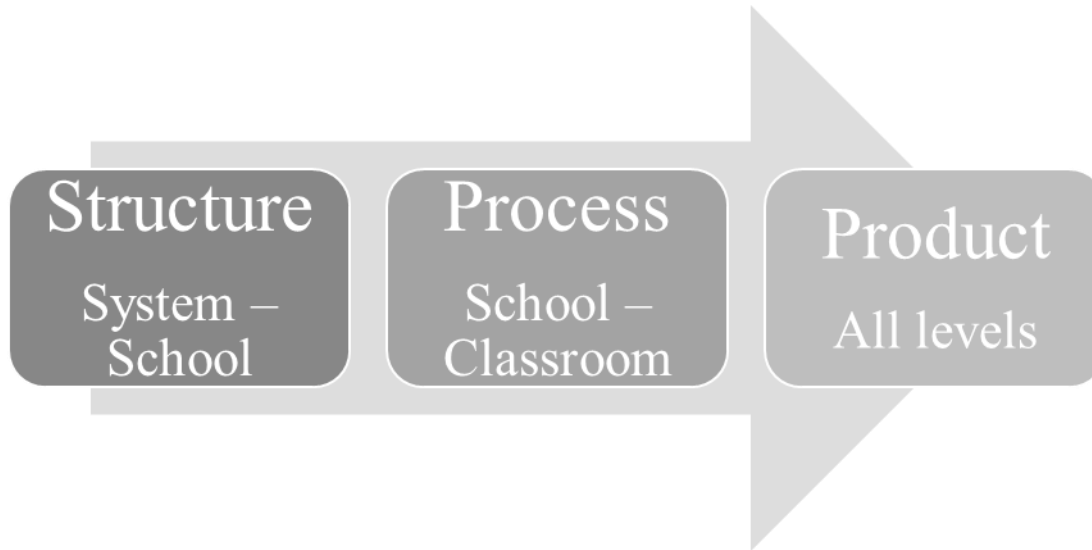 Structure
System –
School
Process
School –
Classroom
Product
All levels